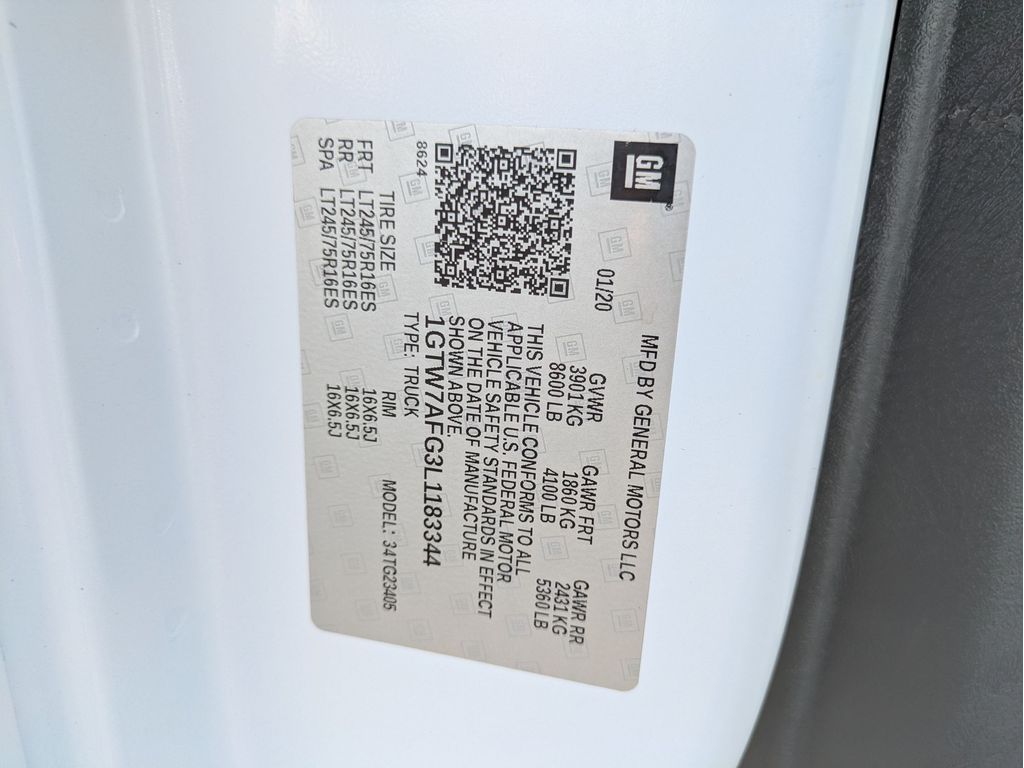 GM
MFD BY GENERAL MOTORS LLC
01/20
GVWR GAWR FRT GAWR RR
3901 KG 1860 KG 2431 KG
8600 LB 4100 LB 5360 LB
THIS VEHICLE CONFORMS TO ALL
APPLICABLE U.S. FEDERAL MOTOR
VEHICLE SAFETY STANDARDS IN EFFECT
ON THE DATE OF MANUFACTURE
SHOWN ABOVE.
1GTW7AFG3L1183344
8624
TYPE: TRUCK MODEL: 34TG23405
TIRE SIZE RIM
FRT LT245/75R16ES 16X6.5J
RR LT245/75R16ES 16X6.5J
SPA LT245/75R16ES 16X6.5J